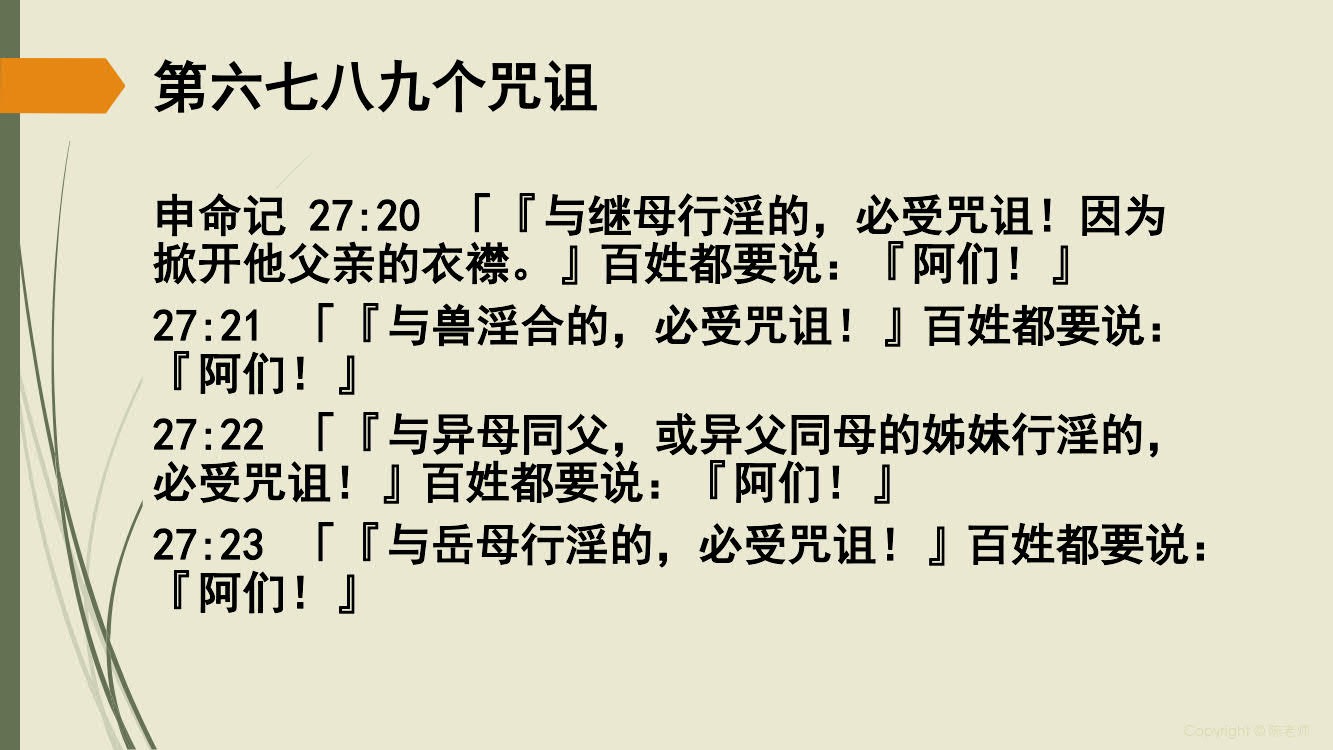 第六七八九个咒诅
申命记 27:20 「『与继母行淫的，必受咒诅！因为
掀开他父亲的衣襟。』百姓都要说：『阿们！』
27:21 「『与兽淫合的，必受咒诅！』百姓都要说：
『阿们！』
27:22 「『与异母同父，或异父同母的姊妹行淫的，
必受咒诅！』百姓都要说：『阿们！』
27:23 「『与岳母行淫的，必受咒诅！』百姓都要说：
『阿们！』
Copyright © 陈老师